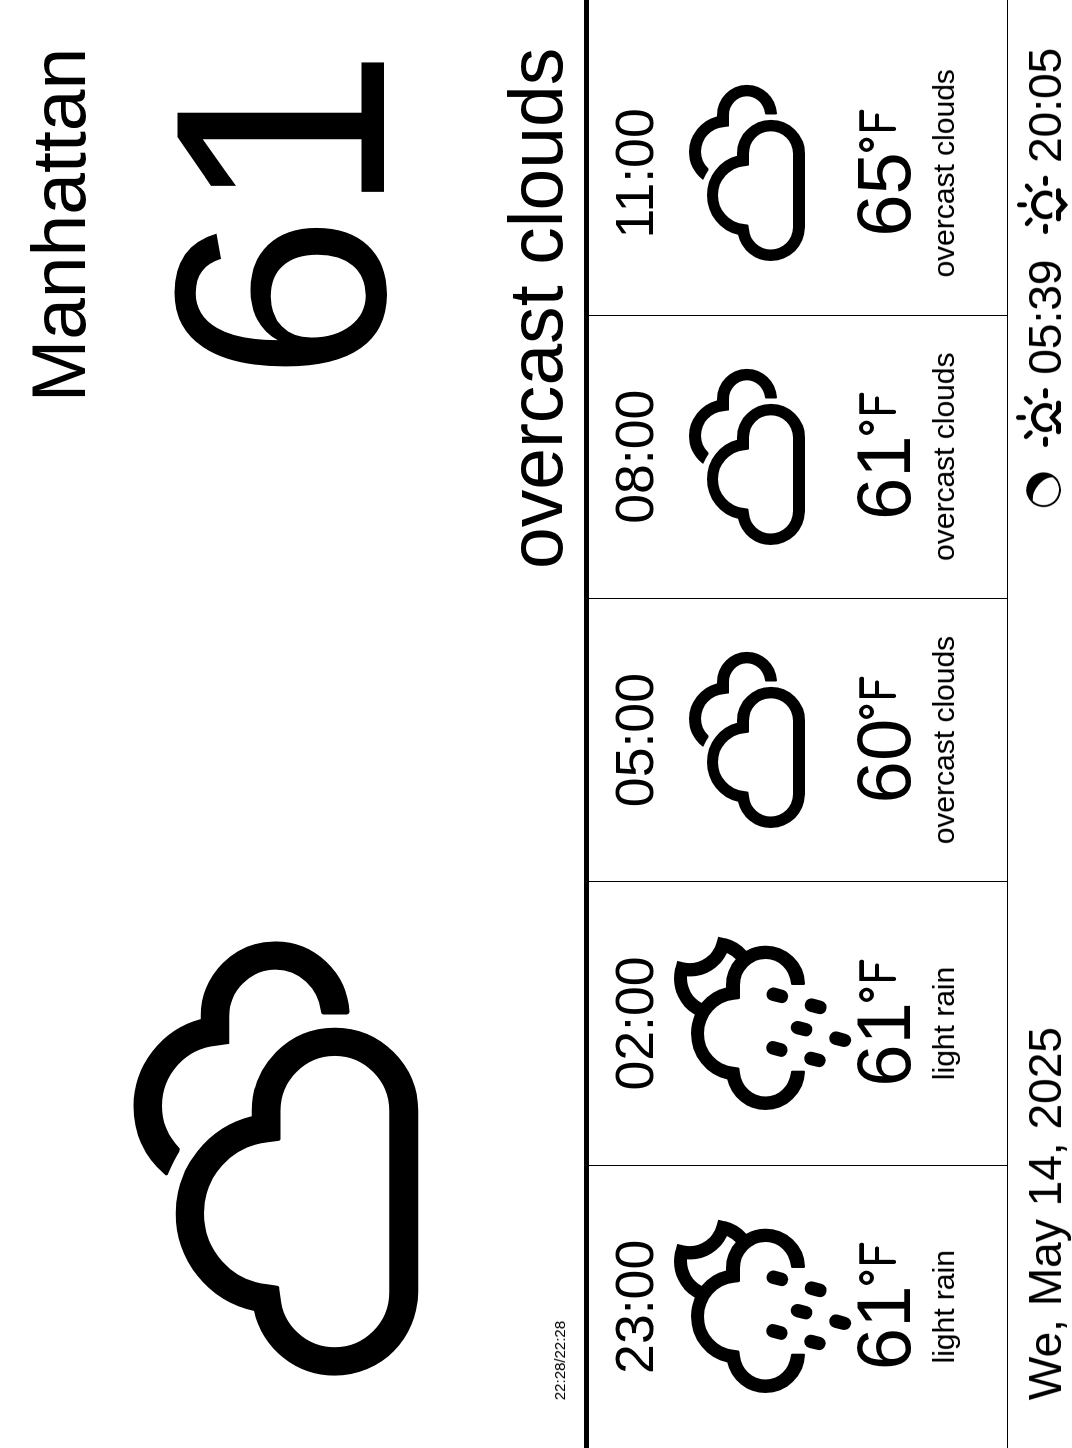 Manhattan
61
overcast clouds
22:28/22:28
23:00
61°F
light rain
02:00
61°F
light rain
05:00
60°F
overcast clouds
08:00
61°F
overcast clouds
11:00
65°F
overcast clouds
We, May 14, 2025
05:39
20:05